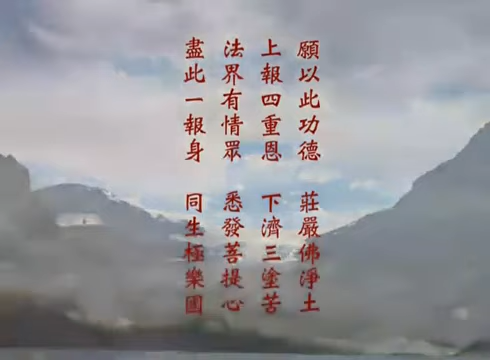 願以此功德 莊嚴佛淨土
上報四重恩 下濟三塗苦
法界有情眾 悉發菩提心
盡此一報身 同生極樂國